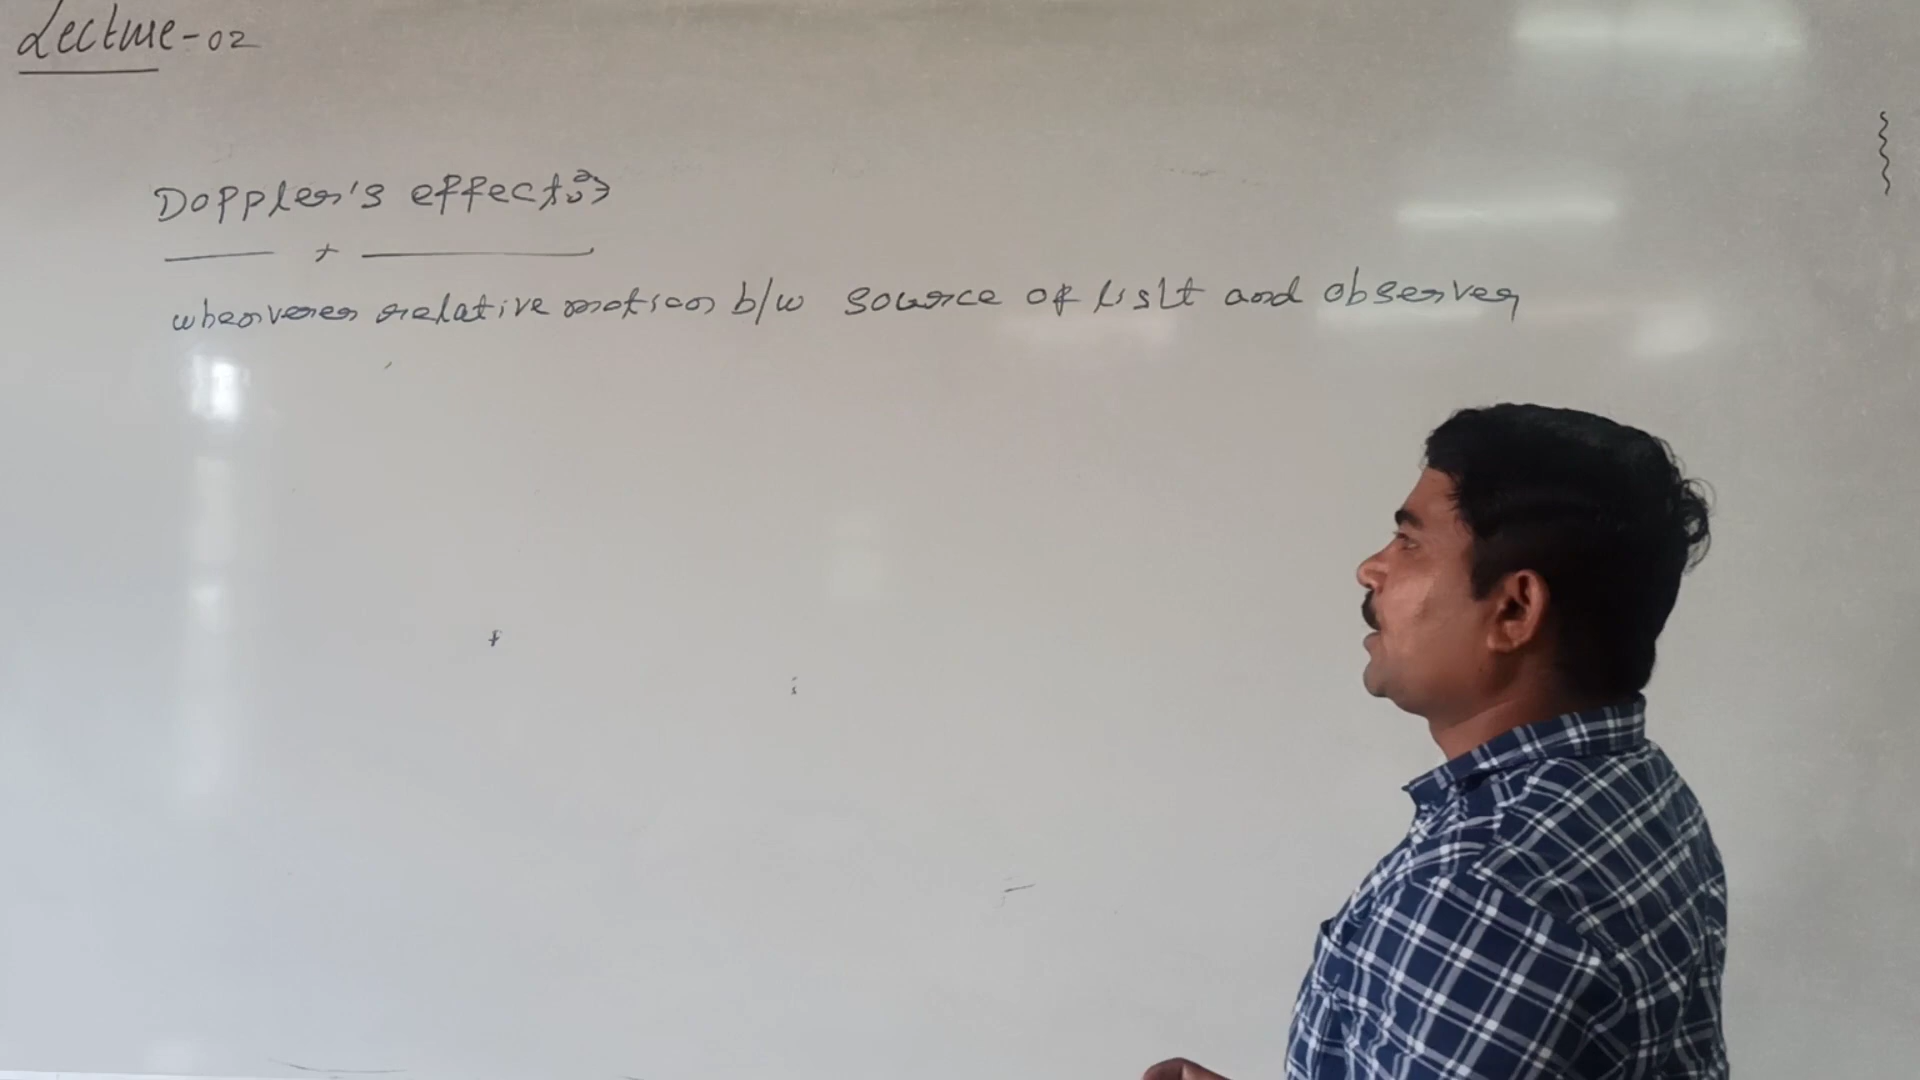 Lecture-02
Doppler's effect:→
whenever relative motion b/w source of light and observer